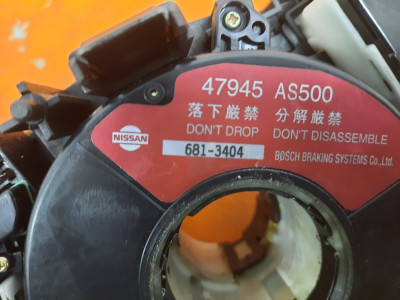 47945 AS500
落下厳禁 分解厳禁
DON'T DROP DON'T DISASSEMBLE
NISSAN
681-3404
BOSCH BRAKING SYSTEMS Co.,Ltd.